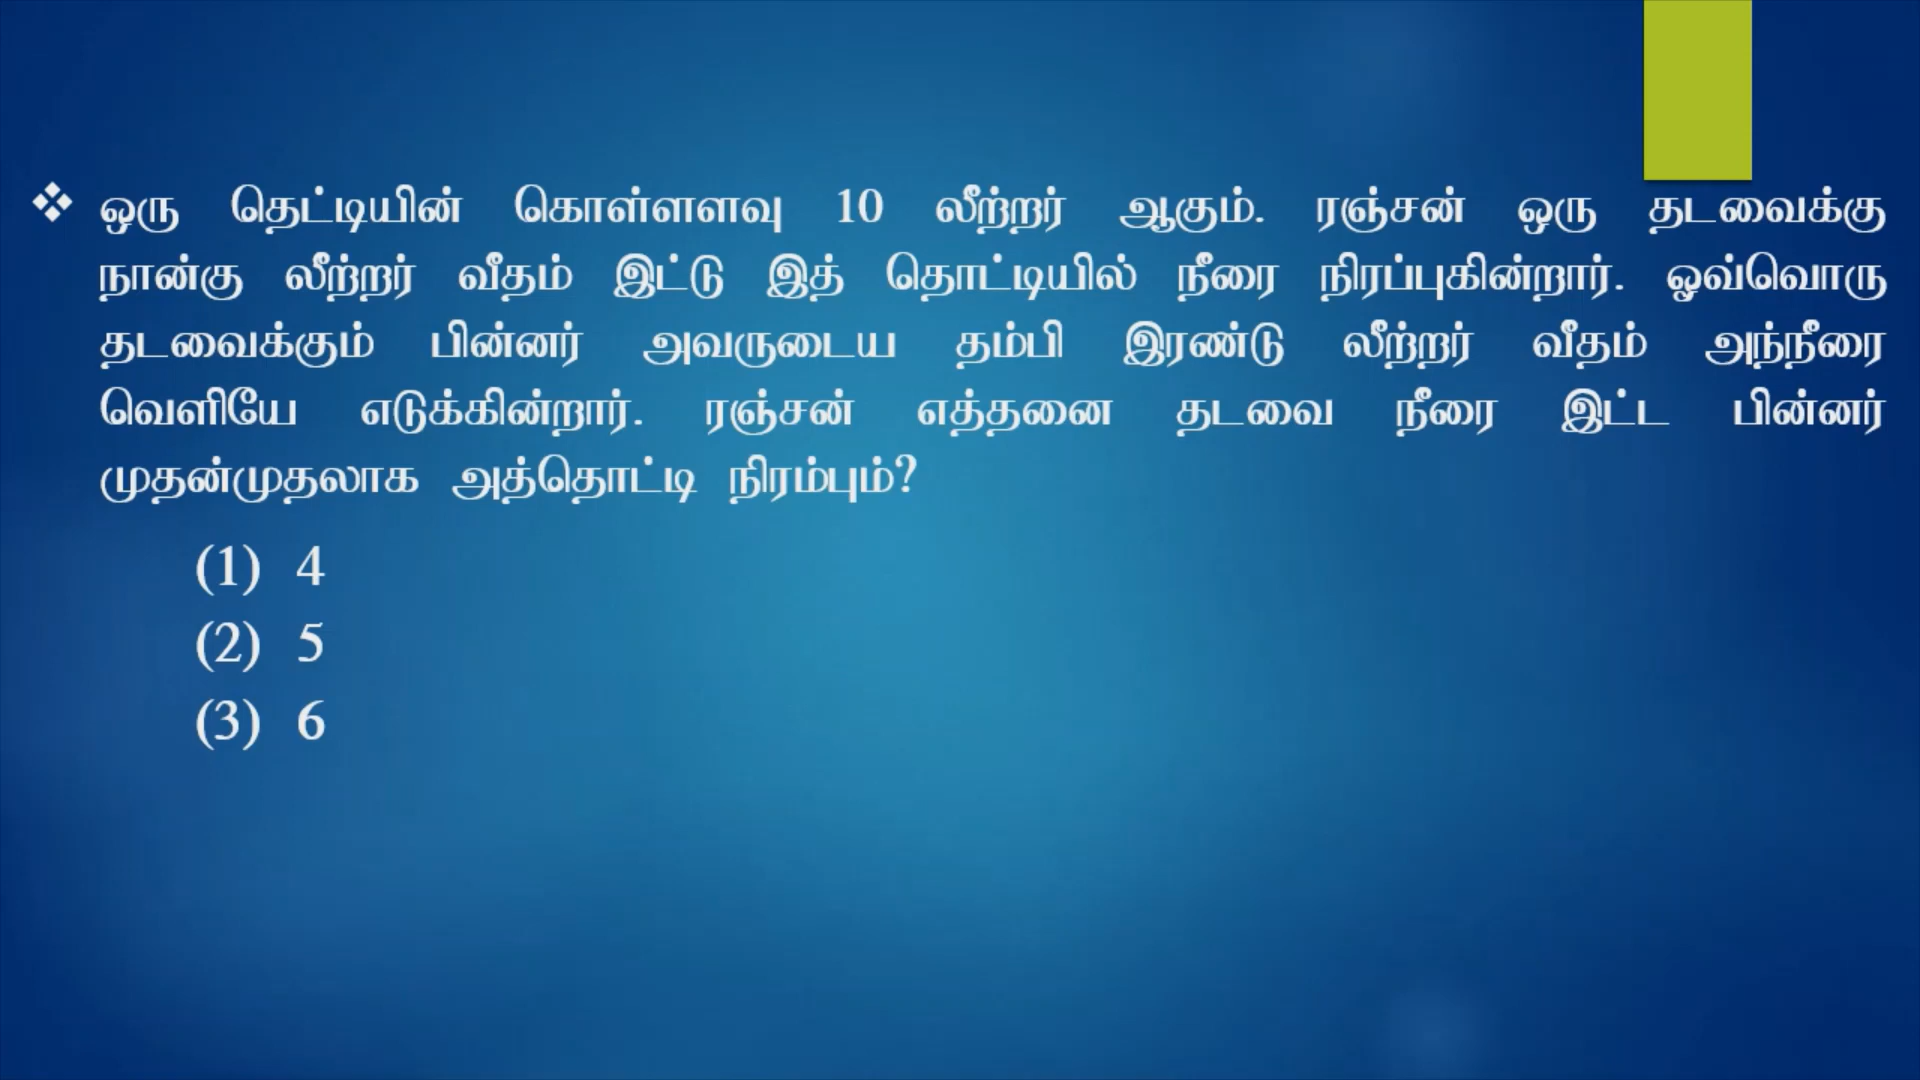 ❖ ஒரு தெட்டியின் கொள்ளளவு 10 லீற்றர் ஆகும். ரஞ்சன் ஒரு தடவைக்கு
நான்கு லீற்றர் வீதம் இட்டு இத் தொட்டியில் நீரை நிரப்புகின்றார். ஓவ்வொரு
தடவைக்கும் பின்னர் அவருடைய தம்பி இரண்டு லீற்றர் வீதம் அந்நீரை
வெளியே எடுக்கின்றார். ரஞ்சன் எத்தனை தடவை நீரை இட்ட பின்னர்
முதன்முதலாக அத்தொட்டி நிரம்பும்?
(1) 4
(2) 5
(3) 6